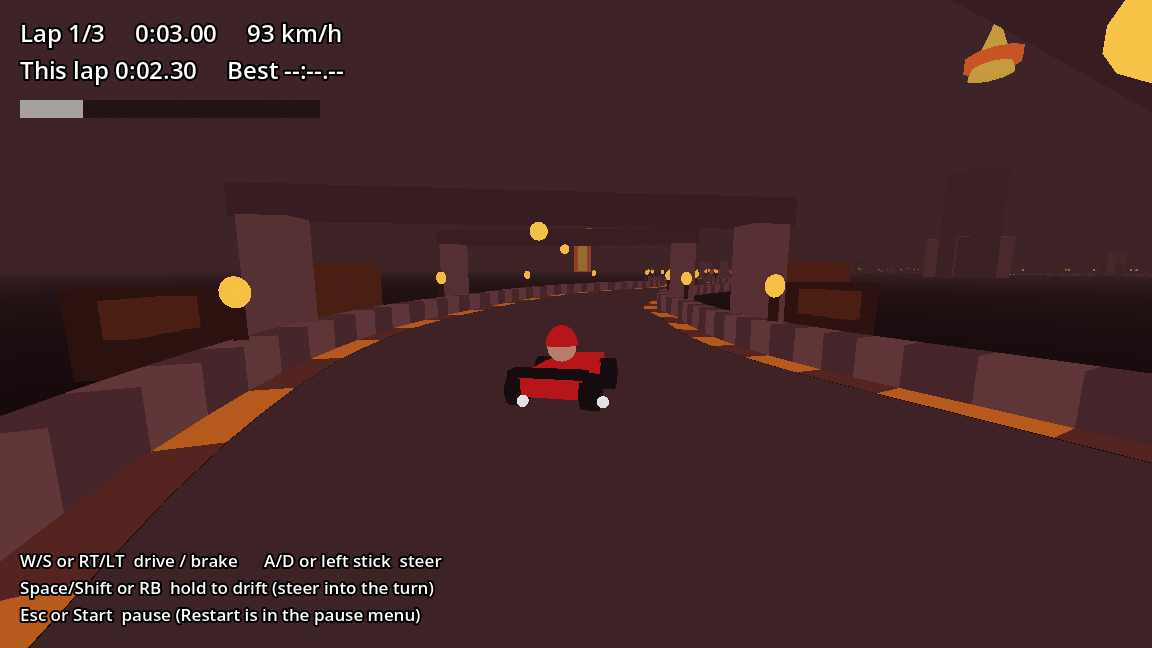 Lap 1/3 0:03.00 93 km/h
This lap 0:02.30 Best --:--.--
W/S or RT/LT drive / brake A/D or left stick steer
Space/Shift or RB hold to drift (steer into the turn)
Esc or Start pause (Restart is in the pause menu)